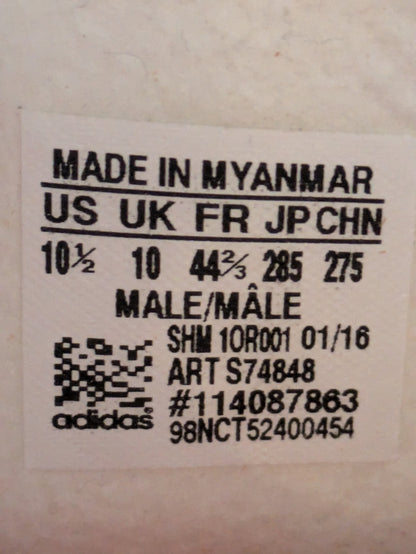 MADE IN MYANMAR
US UK FR JP CHN
10½ 10 44⅔ 285 275
MALE/MÂLE
SHM 10R001 01/16
ART S74848
#114087863
adidas® 98NCT52400454